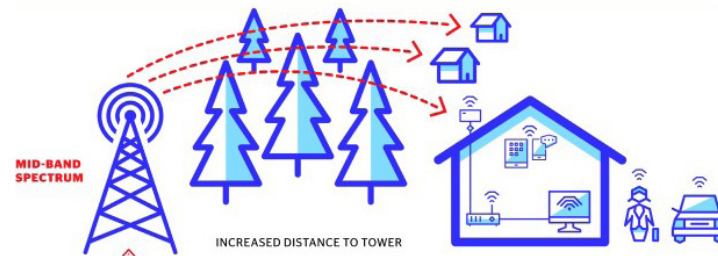 MID-BAND
SPECTRUM
INCREASED DISTANCE TO TOWER